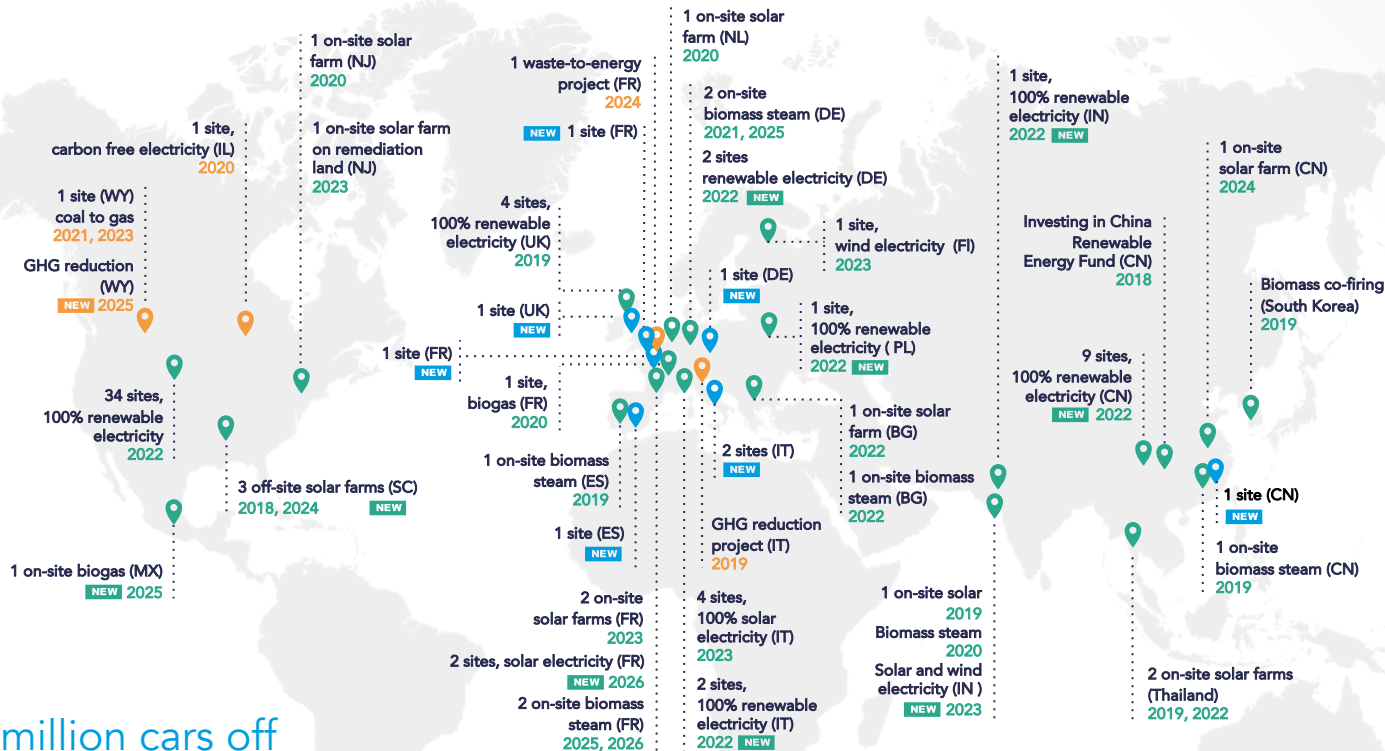 1 on-site solar
farm (NJ)
2020
1 site,
carbon free electricity (IL)
2020
1 on-site solar farm
on remediation
land (NJ)
2023
1 site (WY)
coal to gas
2021, 2023
GHG reduction
(WY)
NEW 2025
34 sites,
100% renewable
electricity
2022
3 off-site solar farms (SC)
2018, 2024 NEW
1 on-site biogas (MX)
NEW 2025
1 waste-to-energy
project (FR)
2024
NEW 1 site (FR)
4 sites,
100% renewable
electricity (UK)
2019
1 site (UK)
NEW
1 site (FR)
NEW
1 site,
biogas (FR)
2020
1 on-site biomass
steam (ES)
2019
1 site (ES)
NEW
2 on-site
solar farms (FR)
2023
2 sites, solar electricity (FR)
NEW 2026
2 on-site biomass
steam (FR)
2025, 2026
1 on-site solar
farm (NL)
2020
2 on-site
biomass steam (DE)
2021, 2025
2 sites
renewable electricity (DE)
2022 NEW
1 site,
wind electricity (FI)
2023
1 site (DE)
NEW
1 site,
100% renewable
electricity ( PL)
2022 NEW
1 on-site solar
farm (BG)
2022
1 on-site biomass
steam (BG)
2022
2 sites (IT)
NEW
GHG reduction
project (IT)
2019
4 sites,
100% solar
electricity (IT)
2023
2 sites,
100% renewable
electricity (IT)
2022 NEW
1 site,
100% renewable
electricity (IN)
2022 NEW
1 on-site
solar farm (CN)
2024
Investing in China
Renewable
Energy Fund (CN)
2018
Biomass co-firing
(South Korea)
2019
9 sites,
100% renewable
electricity (CN)
NEW 2022
1 site (CN)
NEW
1 on-site
biomass steam (CN)
2019
1 on-site solar
2019
Biomass steam
2020
Solar and wind
electricity (IN )
NEW 2023
2 on-site solar farms
(Thailand)
2019, 2022
million cars off